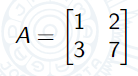 A = [1 2
3 7]